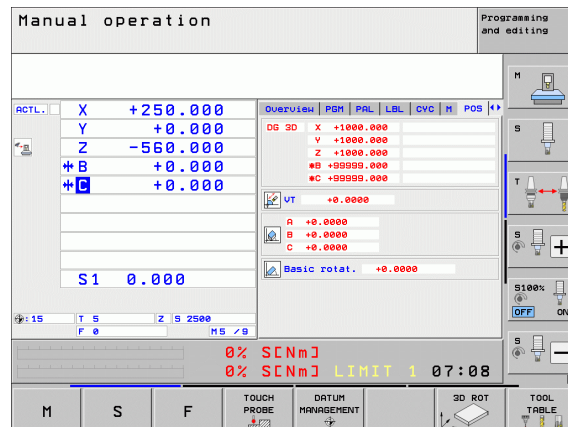 Manual operation
Programming
and editing
ACTL.
X +250.000
Y +0.000
Z -560.000
B +0.000
C +0.000
S1 0.000
:15
T 5
Z S 2500
F 0
M5 /9
Overview PGM PAL LBL CYC M POS
DG 3D X +1000.000
Y +1000.000
Z +1000.000
*B +99999.000
*C +99999.000
VT +0.0000
A +0.0000
B +0.0000
C +0.0000
Basic rotat. +0.0000
0% S[Nm]
0% S[Nm] LIMIT 1 07:08
M
S
T
S
+
S100%
OFF ON
S
-
M
S
F
TOUCH
PROBE
DATUM
MANAGEMENT
3D ROT
TOOL
TABLE